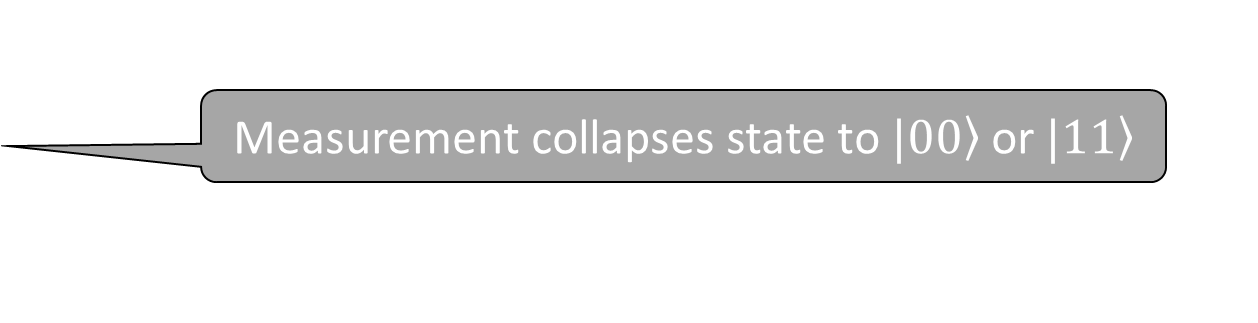 Measurement collapses state to |00⟩ or |11⟩